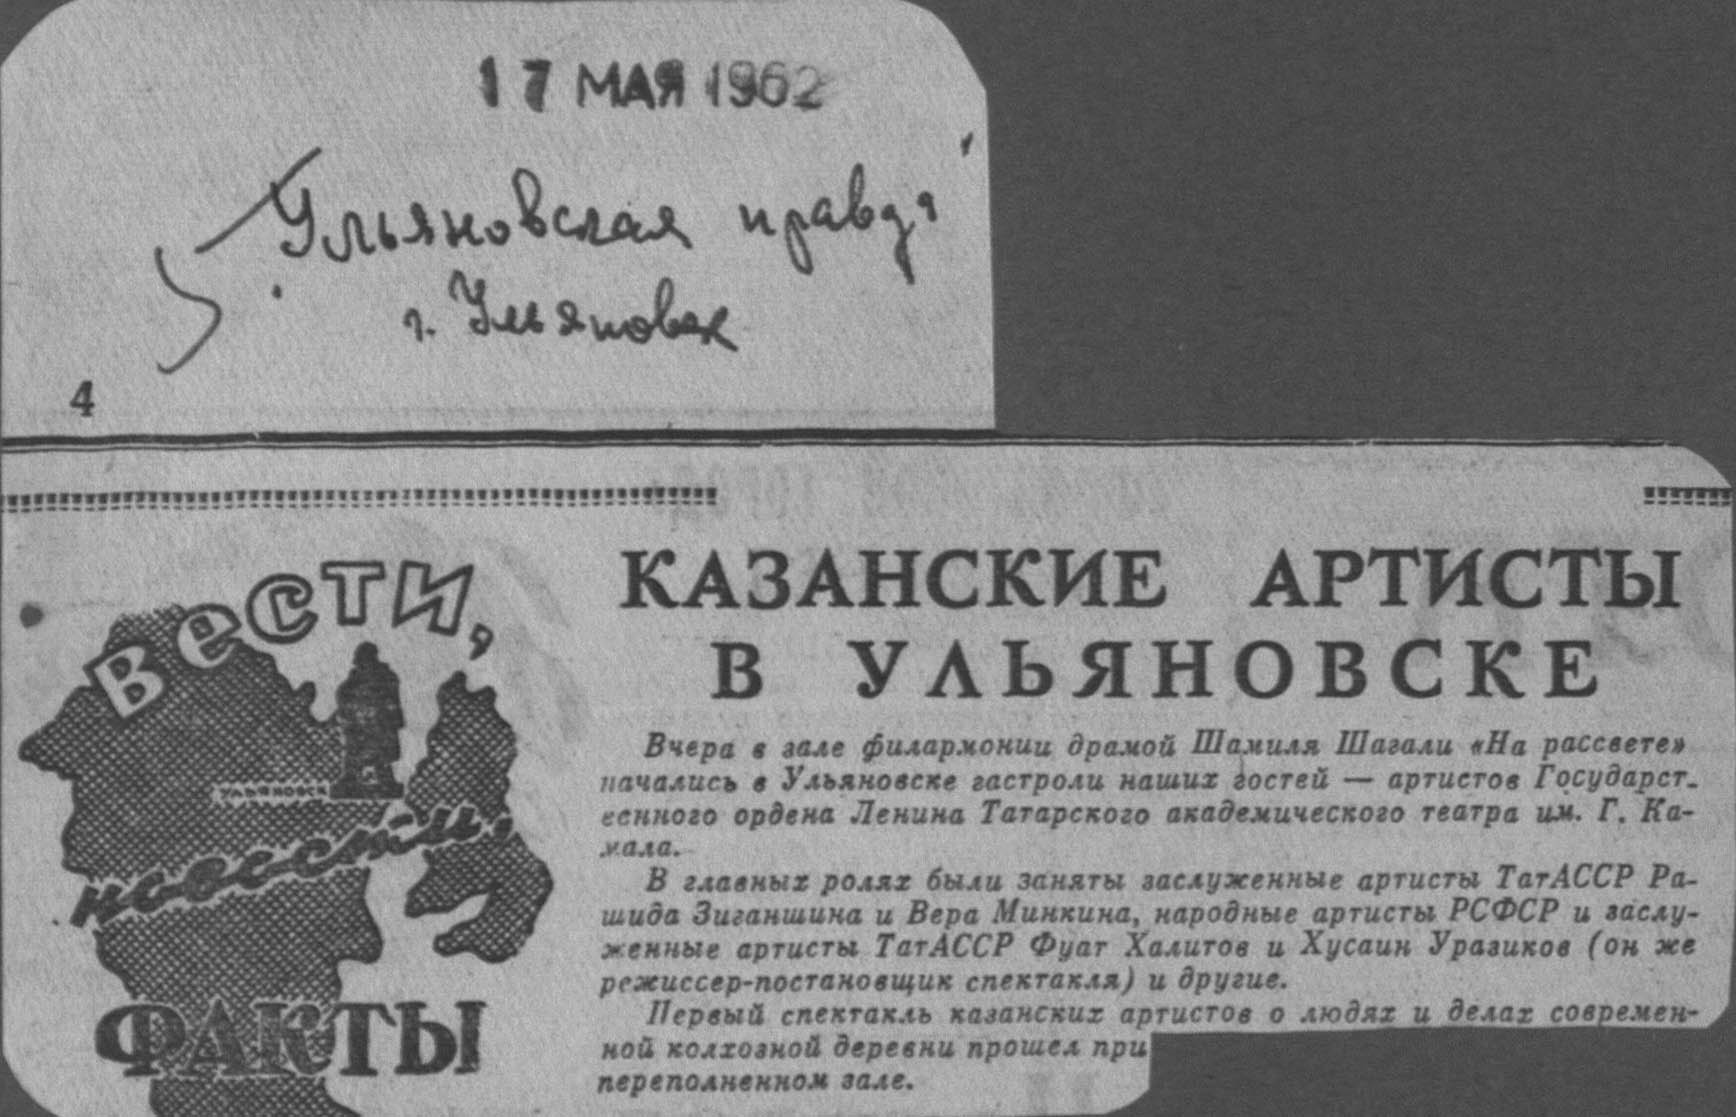 17 МАЯ 1962
Ульяновская правда
г. Ульяновск
4
Вести,
УЛЬЯНОВСК
новости,
ФАКТЫ
КАЗАНСКИЕ АРТИСТЫ
В УЛЬЯНОВСКЕ
Вчера в зале филармонии драмой Шамиля Шагали «На рассвете»
начались в Ульяновске гастроли наших гостей — артистов Государст-
венного ордена Ленина Татарского академического театра им. Г. Ка-
мала.
В главных ролях были заняты заслуженные артисты ТатАССР Ра-
шида Зиганшина и Вера Минкина, народные артисты РСФСР и заслу-
женные артисты ТатАССР Фуат Халитов и Хусаин Уразиков (он же
режиссер-постановщик спектакля) и другие.
Первый спектакль казанских артистов о людях и делах современ-
ной колхозной деревни прошел при
переполненном зале.